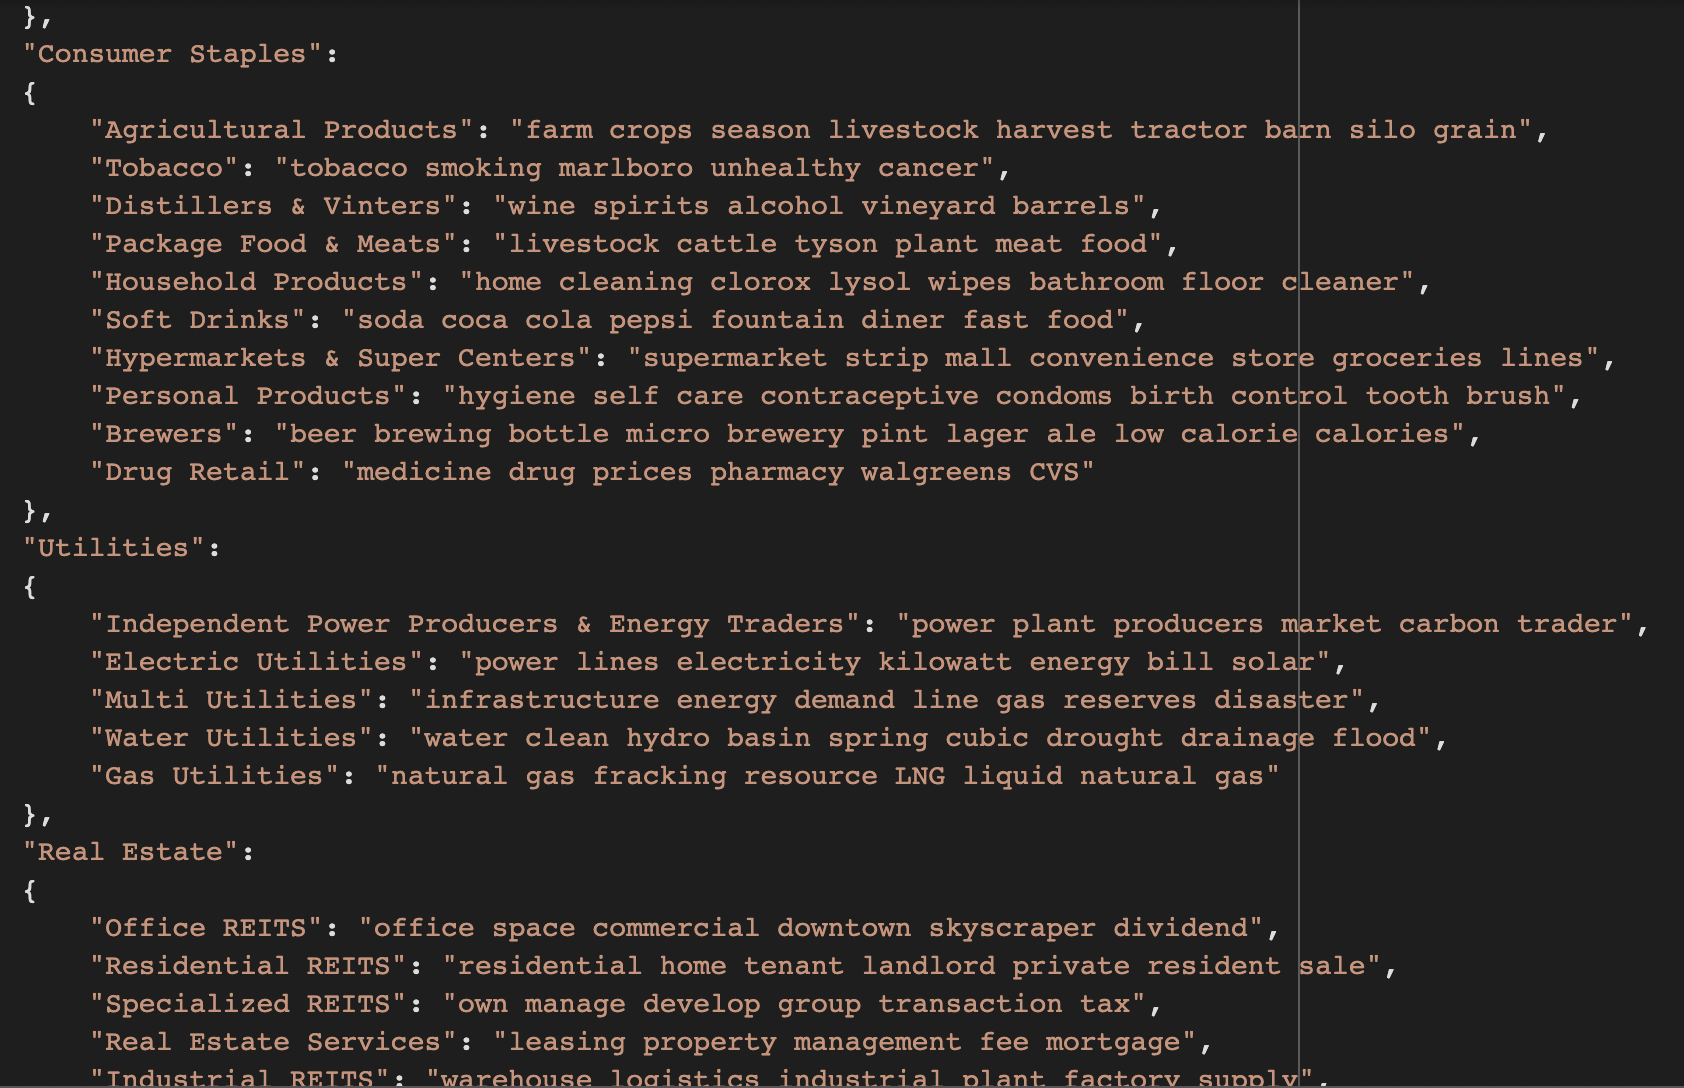 },
"Consumer Staples":
{
"Agricultural Products": "farm crops season livestock harvest tractor barn silo grain",
"Tobacco": "tobacco smoking marlboro unhealthy cancer",
"Distillers & Vinters": "wine spirits alcohol vineyard barrels",
"Package Food & Meats": "livestock cattle tyson plant meat food",
"Household Products": "home cleaning clorox lysol wipes bathroom floor cleaner",
"Soft Drinks": "soda coca cola pepsi fountain diner fast food",
"Hypermarkets & Super Centers": "supermarket strip mall convenience store groceries lines",
"Personal Products": "hygiene self care contraceptive condoms birth control tooth brush",
"Brewers": "beer brewing bottle micro brewery pint lager ale low calorie calories",
"Drug Retail": "medicine drug prices pharmacy walgreens CVS"
},
"Utilities":
{
"Independent Power Producers & Energy Traders": "power plant producers market carbon trader",
"Electric Utilities": "power lines electricity kilowatt energy bill solar",
"Multi Utilities": "infrastructure energy demand line gas reserves disaster",
"Water Utilities": "water clean hydro basin spring cubic drought drainage flood",
"Gas Utilities": "natural gas fracking resource LNG liquid natural gas"
},
"Real Estate":
{
"Office REITS": "office space commercial downtown skyscraper dividend",
"Residential REITS": "residential home tenant landlord private resident sale",
"Specialized REITS": "own manage develop group transaction tax",
"Real Estate Services": "leasing property management fee mortgage",
"Industrial REITS": "warehouse logistics industrial plant factory supply",